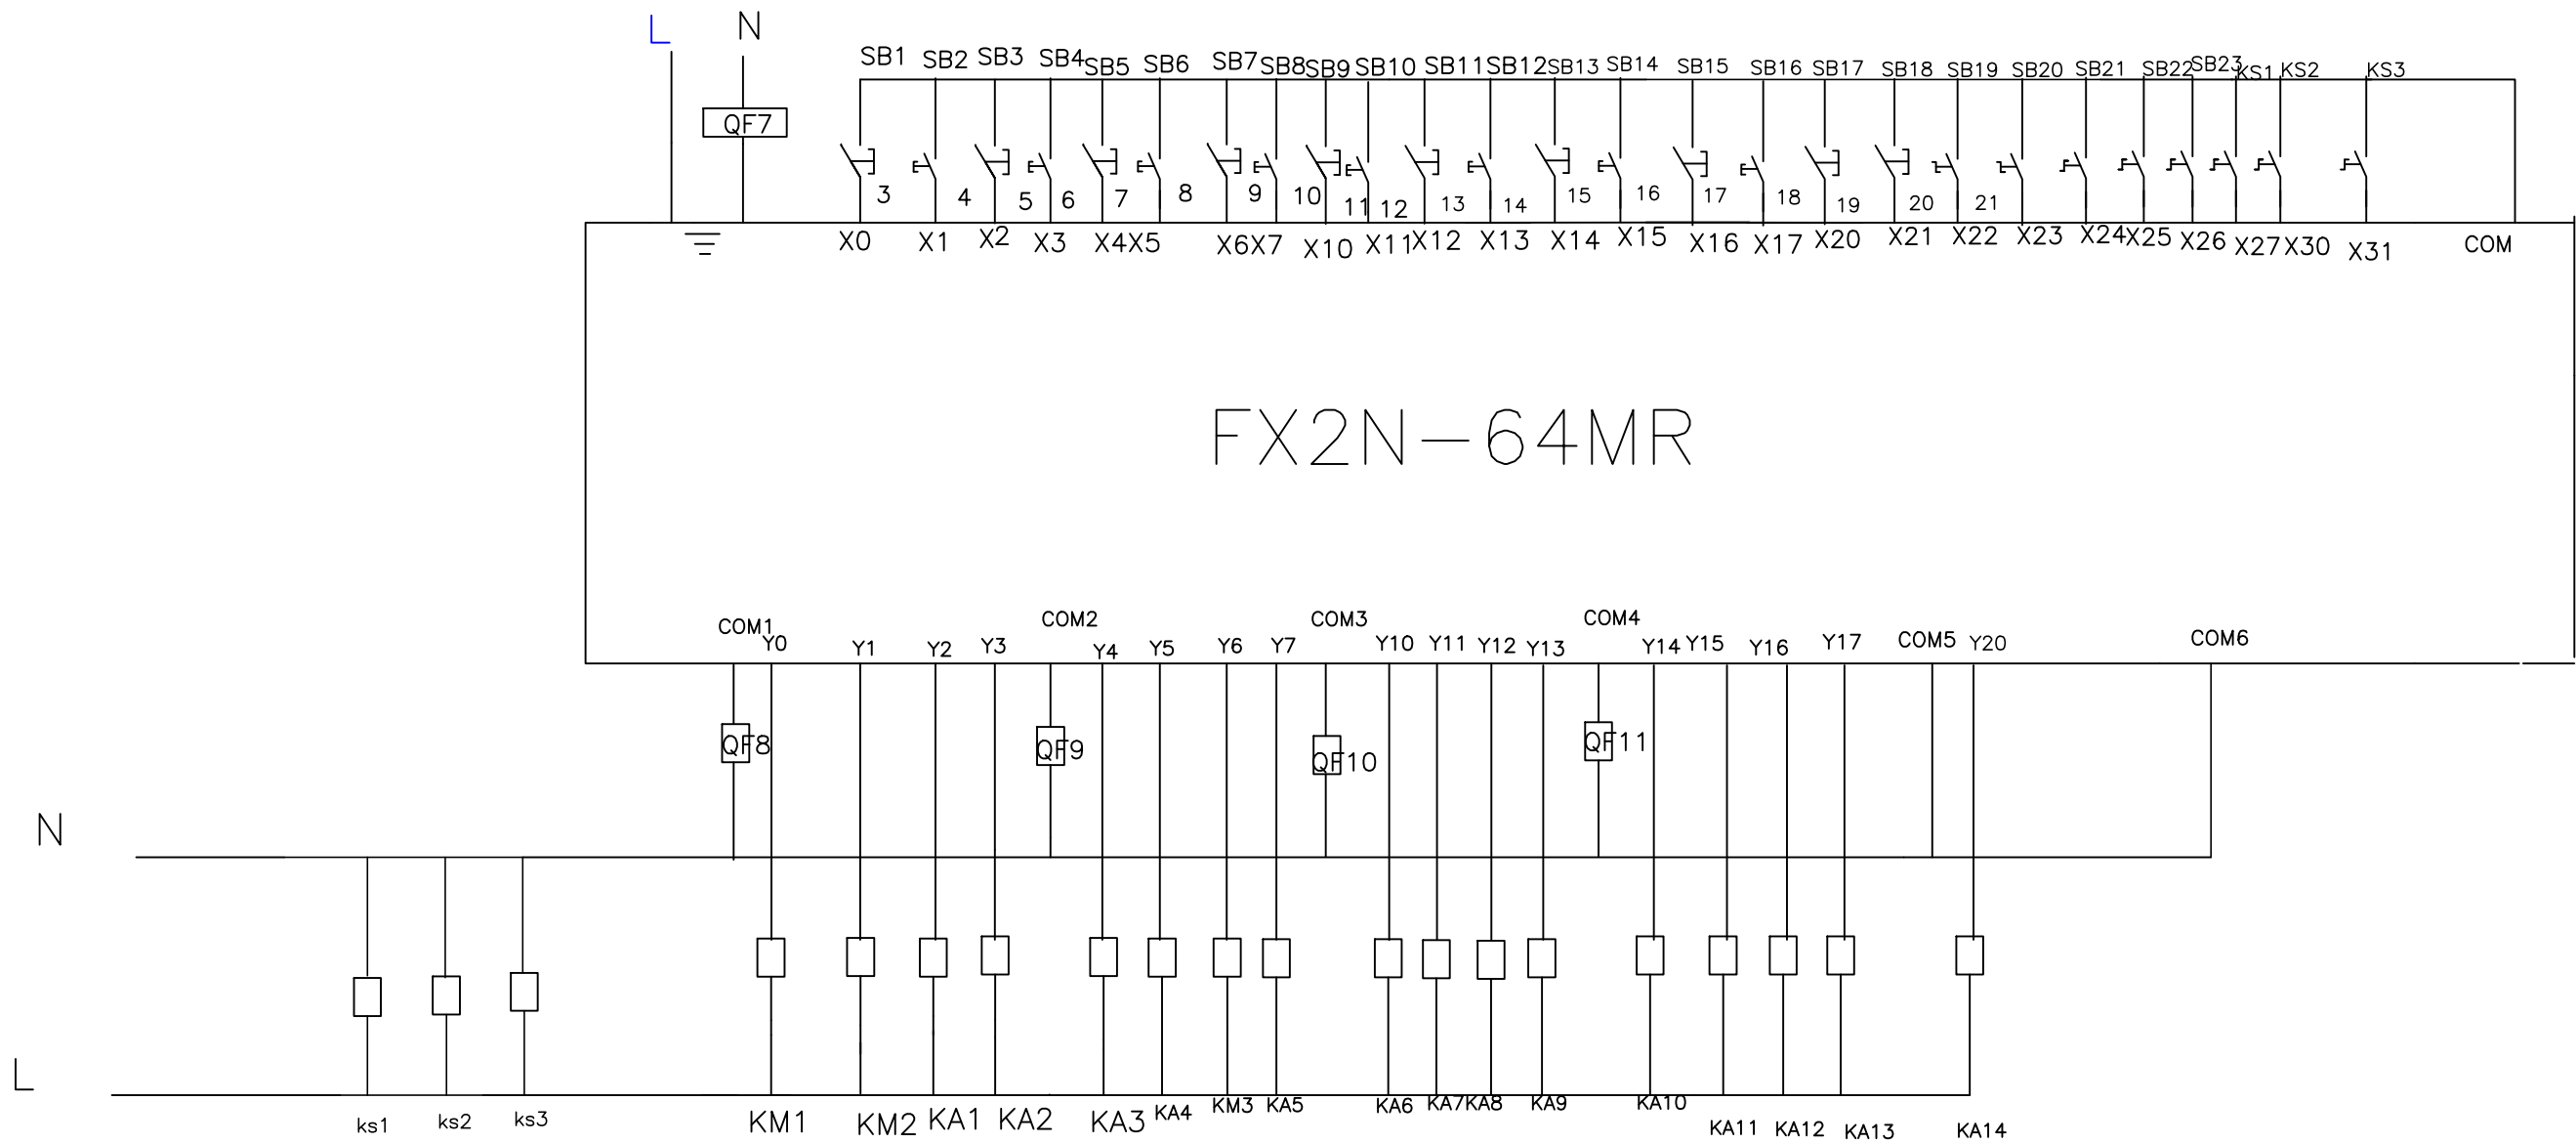 L N
SB1 SB2 SB3 SB4 SB5 SB6 SB7 SB8 SB9 SB10 SB11 SB12 SB13 SB14 SB15 SB16 SB17 SB18 SB19 SB20 SB21 SB22 SB23 KS1 KS2 KS3
QF7
3 4 5 6 7 8 9 10 11 12 13 14 15 16 17 18 19 20 21
X0 X1 X2 X3 X4 X5 X6 X7 X10 X11 X12 X13 X14 X15 X16 X17 X20 X21 X22 X23 X24 X25 X26 X27 X30 X31 COM
FX2N-64MR
COM1 Y0 Y1 Y2 Y3 COM2 Y4 Y5 Y6 Y7 COM3 Y10 Y11 Y12 Y13 COM4 Y14 Y15 Y16 Y17 COM5 Y20 COM6
QF8 QF9 QF10 QF11
N
L
ks1 ks2 ks3 KM1 KM2 KA1 KA2 KA3 KA4 KM3 KA5 KA6 KA7 KA8 KA9 KA10 KA11 KA12 KA13 KA14